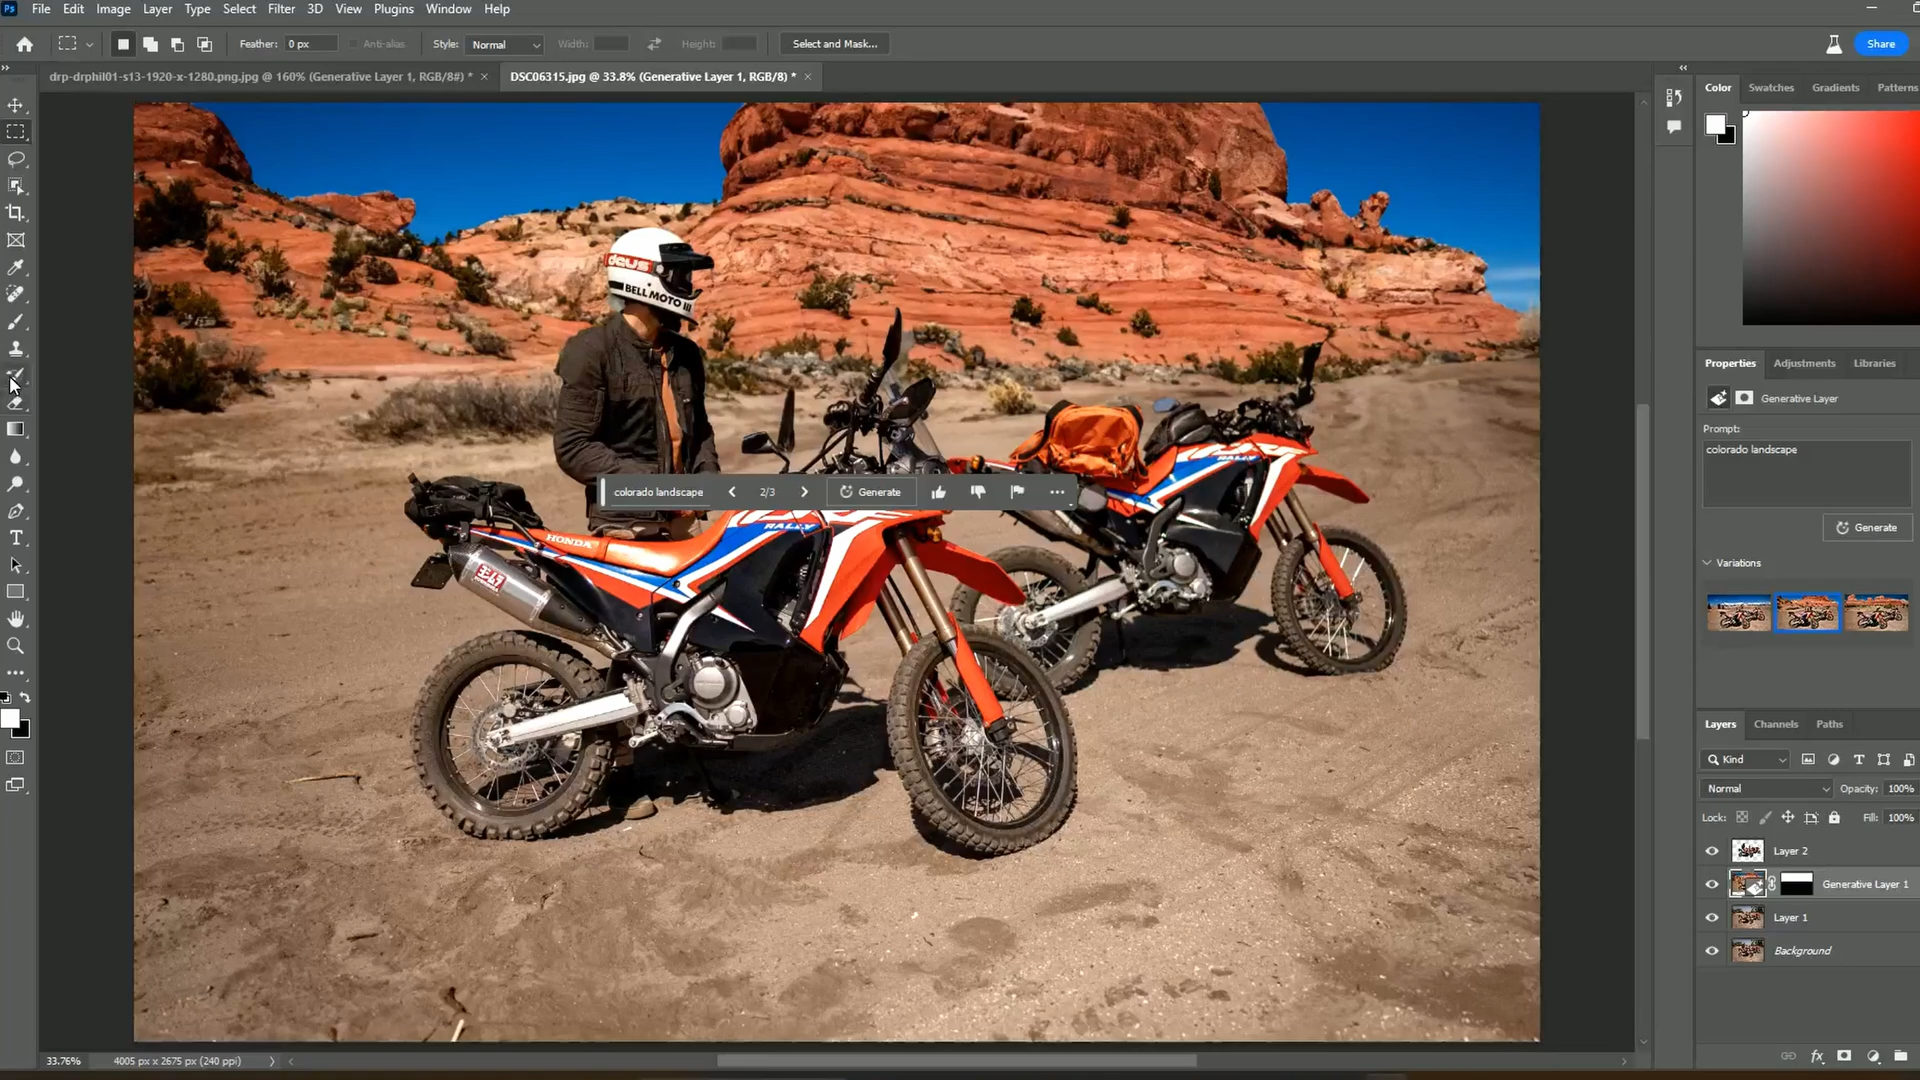 Ps File Edit Image Layer Type Select Filter 3D View Plugins Window Help
Feather: 0 px Anti-alias Style: Normal Width: Height: Select and Mask... Share
drp-drphil01-s13-1920-x-1280.png.jpg @ 160% (Generative Layer 1, RGB/8#) * × DSC06315.jpg @ 33.8% (Generative Layer 1, RGB/8) * ×
Color Swatches Gradients Patterns
deus
BELL MOTO III
Properties Adjustments Libraries
Generative Layer
Prompt:
colorado landscape
Generate
RALLY
colorado landscape 2/3 Generate
HONDA
RALLY
Variations
Layers Channels Paths
Kind
Normal Opacity: 100%
Lock: Fill: 100%
Layer 2
Generative Layer 1
Layer 1
Background
33.76% 4005 px x 2675 px (240 ppi)
fx